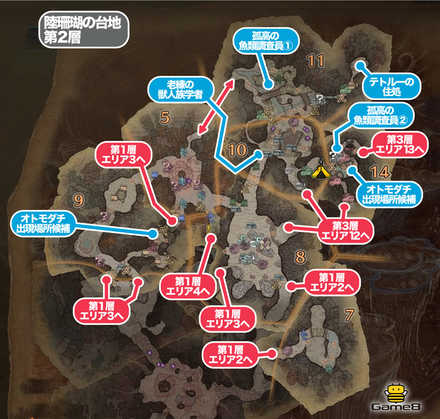 陸珊瑚の台地
第2層
孤高の
魚類調査員①
11
テトルーの
住処
老練の
獣人族学者
孤高の
魚類調査員②
5
第3層
エリア13へ
第1層
エリア3へ
10
14
オトモダチ
出現場所候補
9
オトモダチ
出現場所候補
第3層
エリア12へ
8
第1層
エリア3へ
第1層
エリア4へ
第1層
エリア2へ
第1層
エリア3へ
7
第1層
エリア2へ
Game8